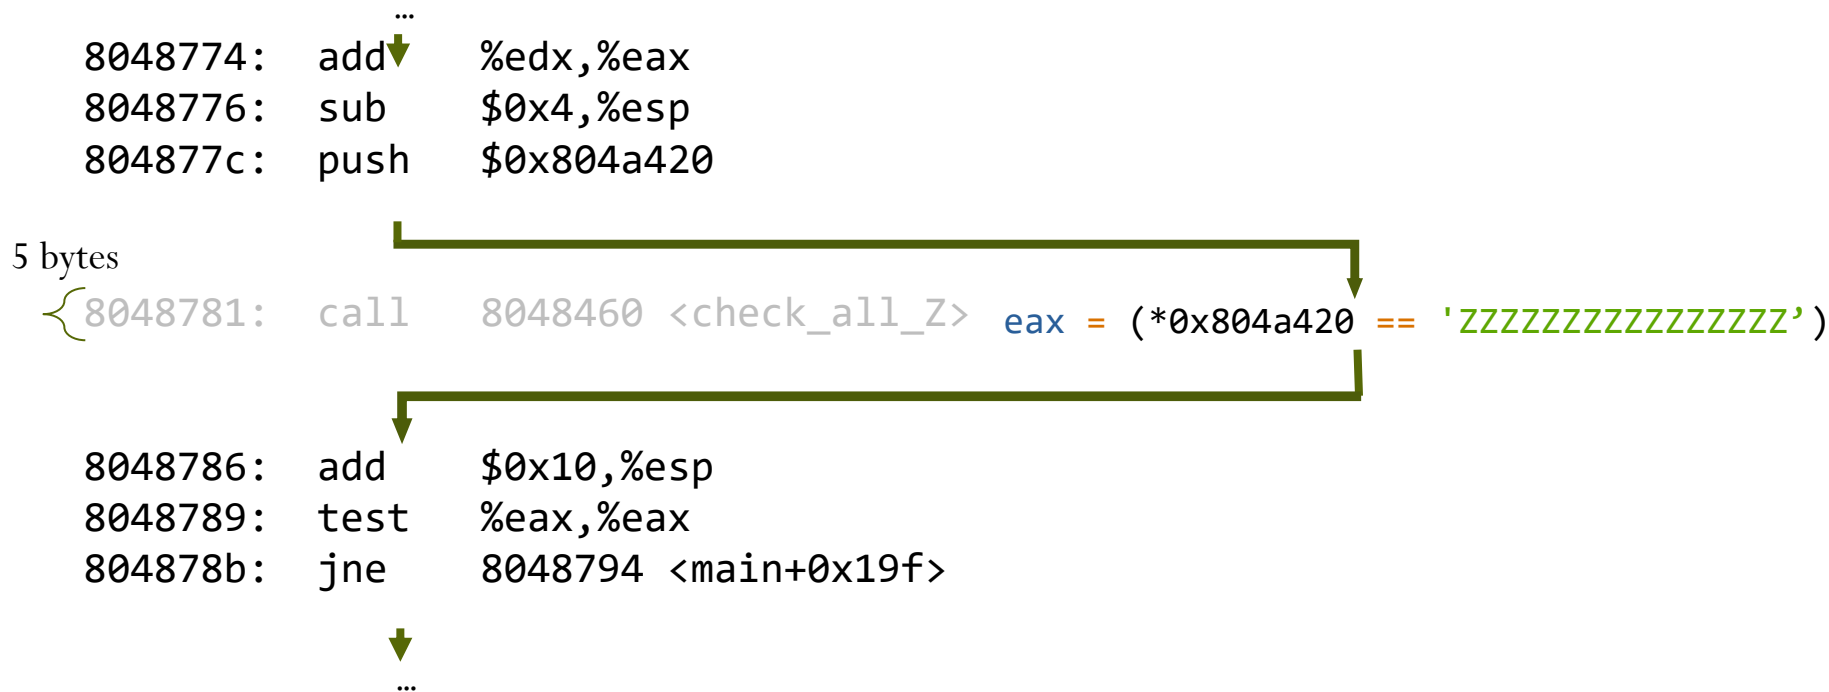 …
8048774: add %edx,%eax
8048776: sub $0x4,%esp
804877c: push $0x804a420
5 bytes
8048781: call 8048460 <check_all_Z> eax = (*0x804a420 == 'ZZZZZZZZZZZZZZZZ’)
8048786: add $0x10,%esp
8048789: test %eax,%eax
804878b: jne 8048794 <main+0x19f>
…